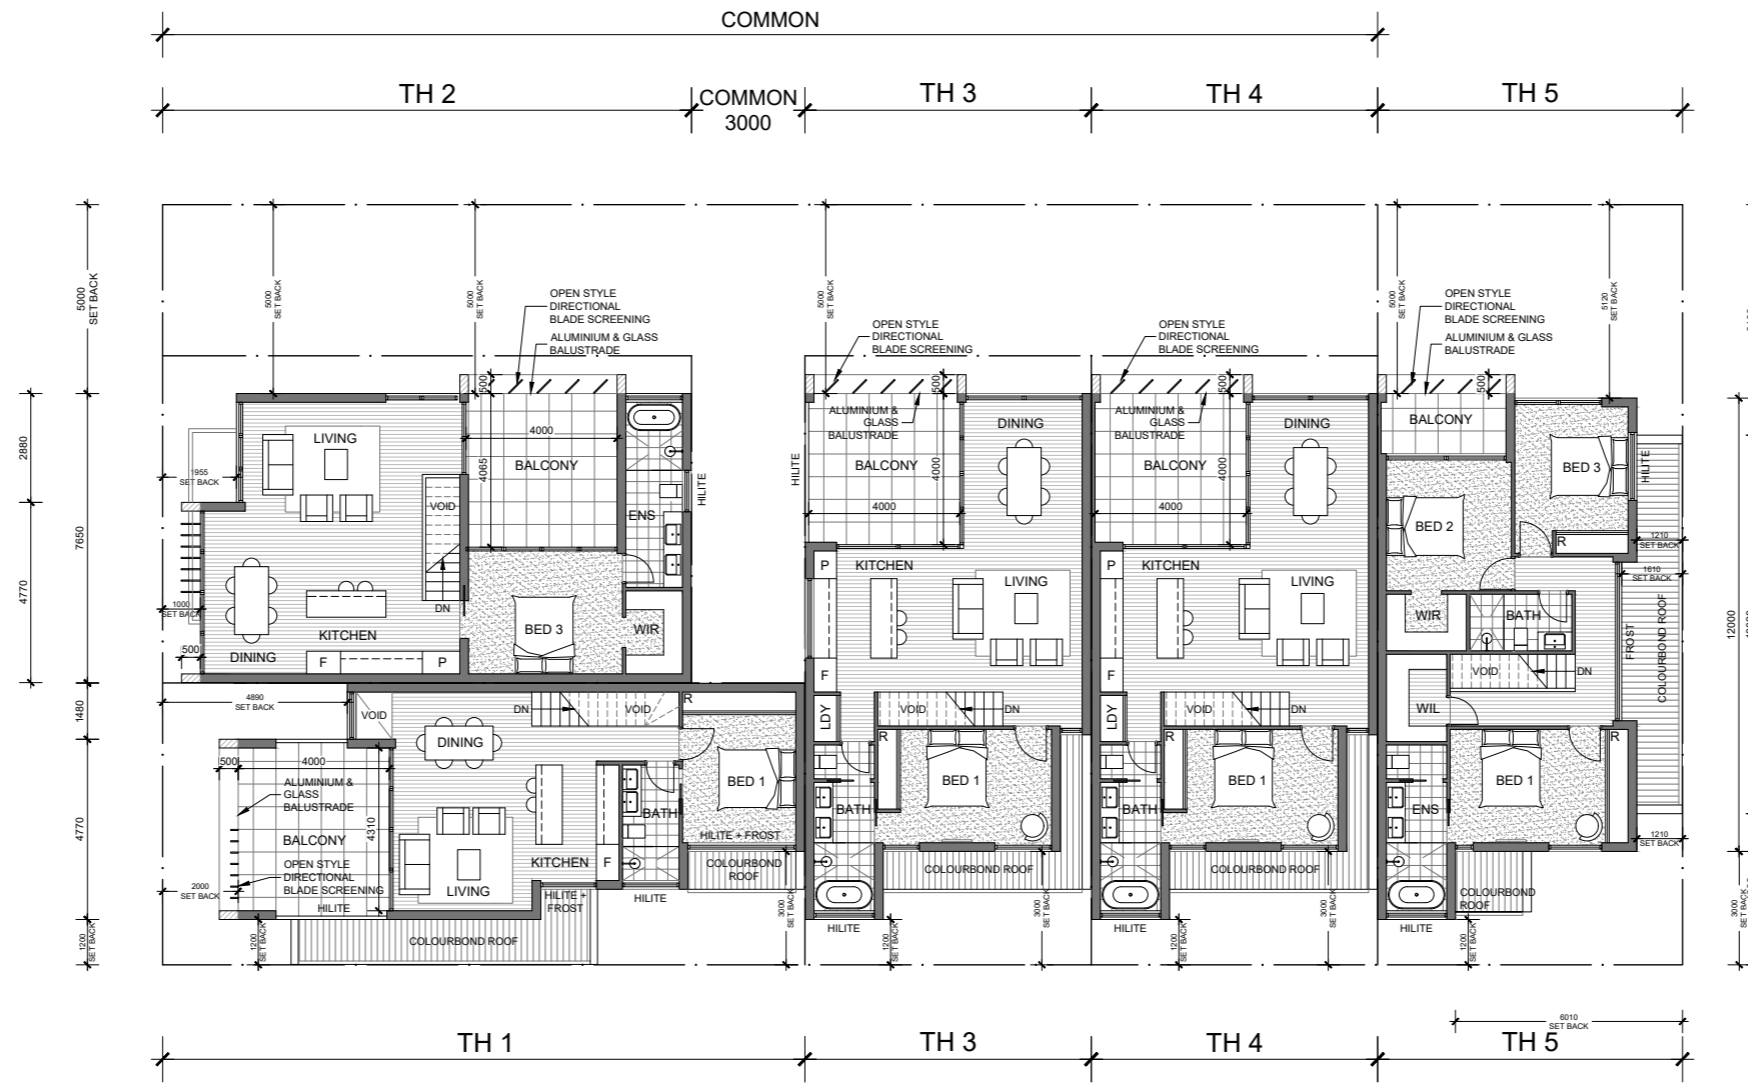 COMMON
TH 2
COMMON
3000
TH 3
TH 4
TH 5
5000
SET BACK
5000
SET BACK
5000
SET BACK
5000
SET BACK
5000
SET BACK
5120
SET BACK
OPEN STYLE
DIRECTIONAL
BLADE SCREENING
ALUMINIUM & GLASS
BALUSTRADE
OPEN STYLE
DIRECTIONAL
BLADE SCREENING
OPEN STYLE
DIRECTIONAL
BLADE SCREENING
OPEN STYLE
DIRECTIONAL
BLADE SCREENING
ALUMINIUM & GLASS
BALUSTRADE
500
500
500
500
2880
7650
4770
LIVING
1955
SET BACK
4000
4065
BALCONY
VOID
ENS
HILITE
1000
SET BACK
DN
KITCHEN
500
DINING
F
P
BED 3
WIR
HILITE
ALUMINIUM &
GLASS
BALUSTRADE
BALCONY
4000
4000
DINING
P
KITCHEN
LIVING
F
LDY
VOID
DN
R
BED 1
BATH
COLOURBOND ROOF
HILITE
1200
SET BACK
3000
SET BACK
ALUMINIUM &
GLASS
BALUSTRADE
BALCONY
4000
4000
DINING
P
KITCHEN
LIVING
F
LDY
VOID
DN
R
BED 1
BATH
COLOURBOND ROOF
HILITE
1200
SET BACK
3000
SET BACK
BALCONY
BED 3
HILITE
BED 2
R
1210
SET BACK
1610
SET BACK
WIR
BATH
FROST
COLOURBOND ROOF
VOID
DN
WIL
BED 1
R
ENS
1210
SET BACK
COLOURBOND
ROOF
HILITE
1200
SET BACK
12000
3000
SET BACK
1480
4770
1200
SET BACK
4890
SET BACK
VOID
DN
VOID
R
DINING
500
4000
ALUMINIUM &
GLASS
BALUSTRADE
4310
BALCONY
OPEN STYLE
DIRECTIONAL
BLADE SCREENING
2000
SET BACK
HILITE
BED 1
BATH
HILITE + FROST
KITCHEN
F
LIVING
COLOURBOND
ROOF
HILITE +
FROST
HILITE
COLOURBOND ROOF
1200
SET BACK
3000
SET BACK
6010
SET BACK
TH 1
TH 3
TH 4
TH 5